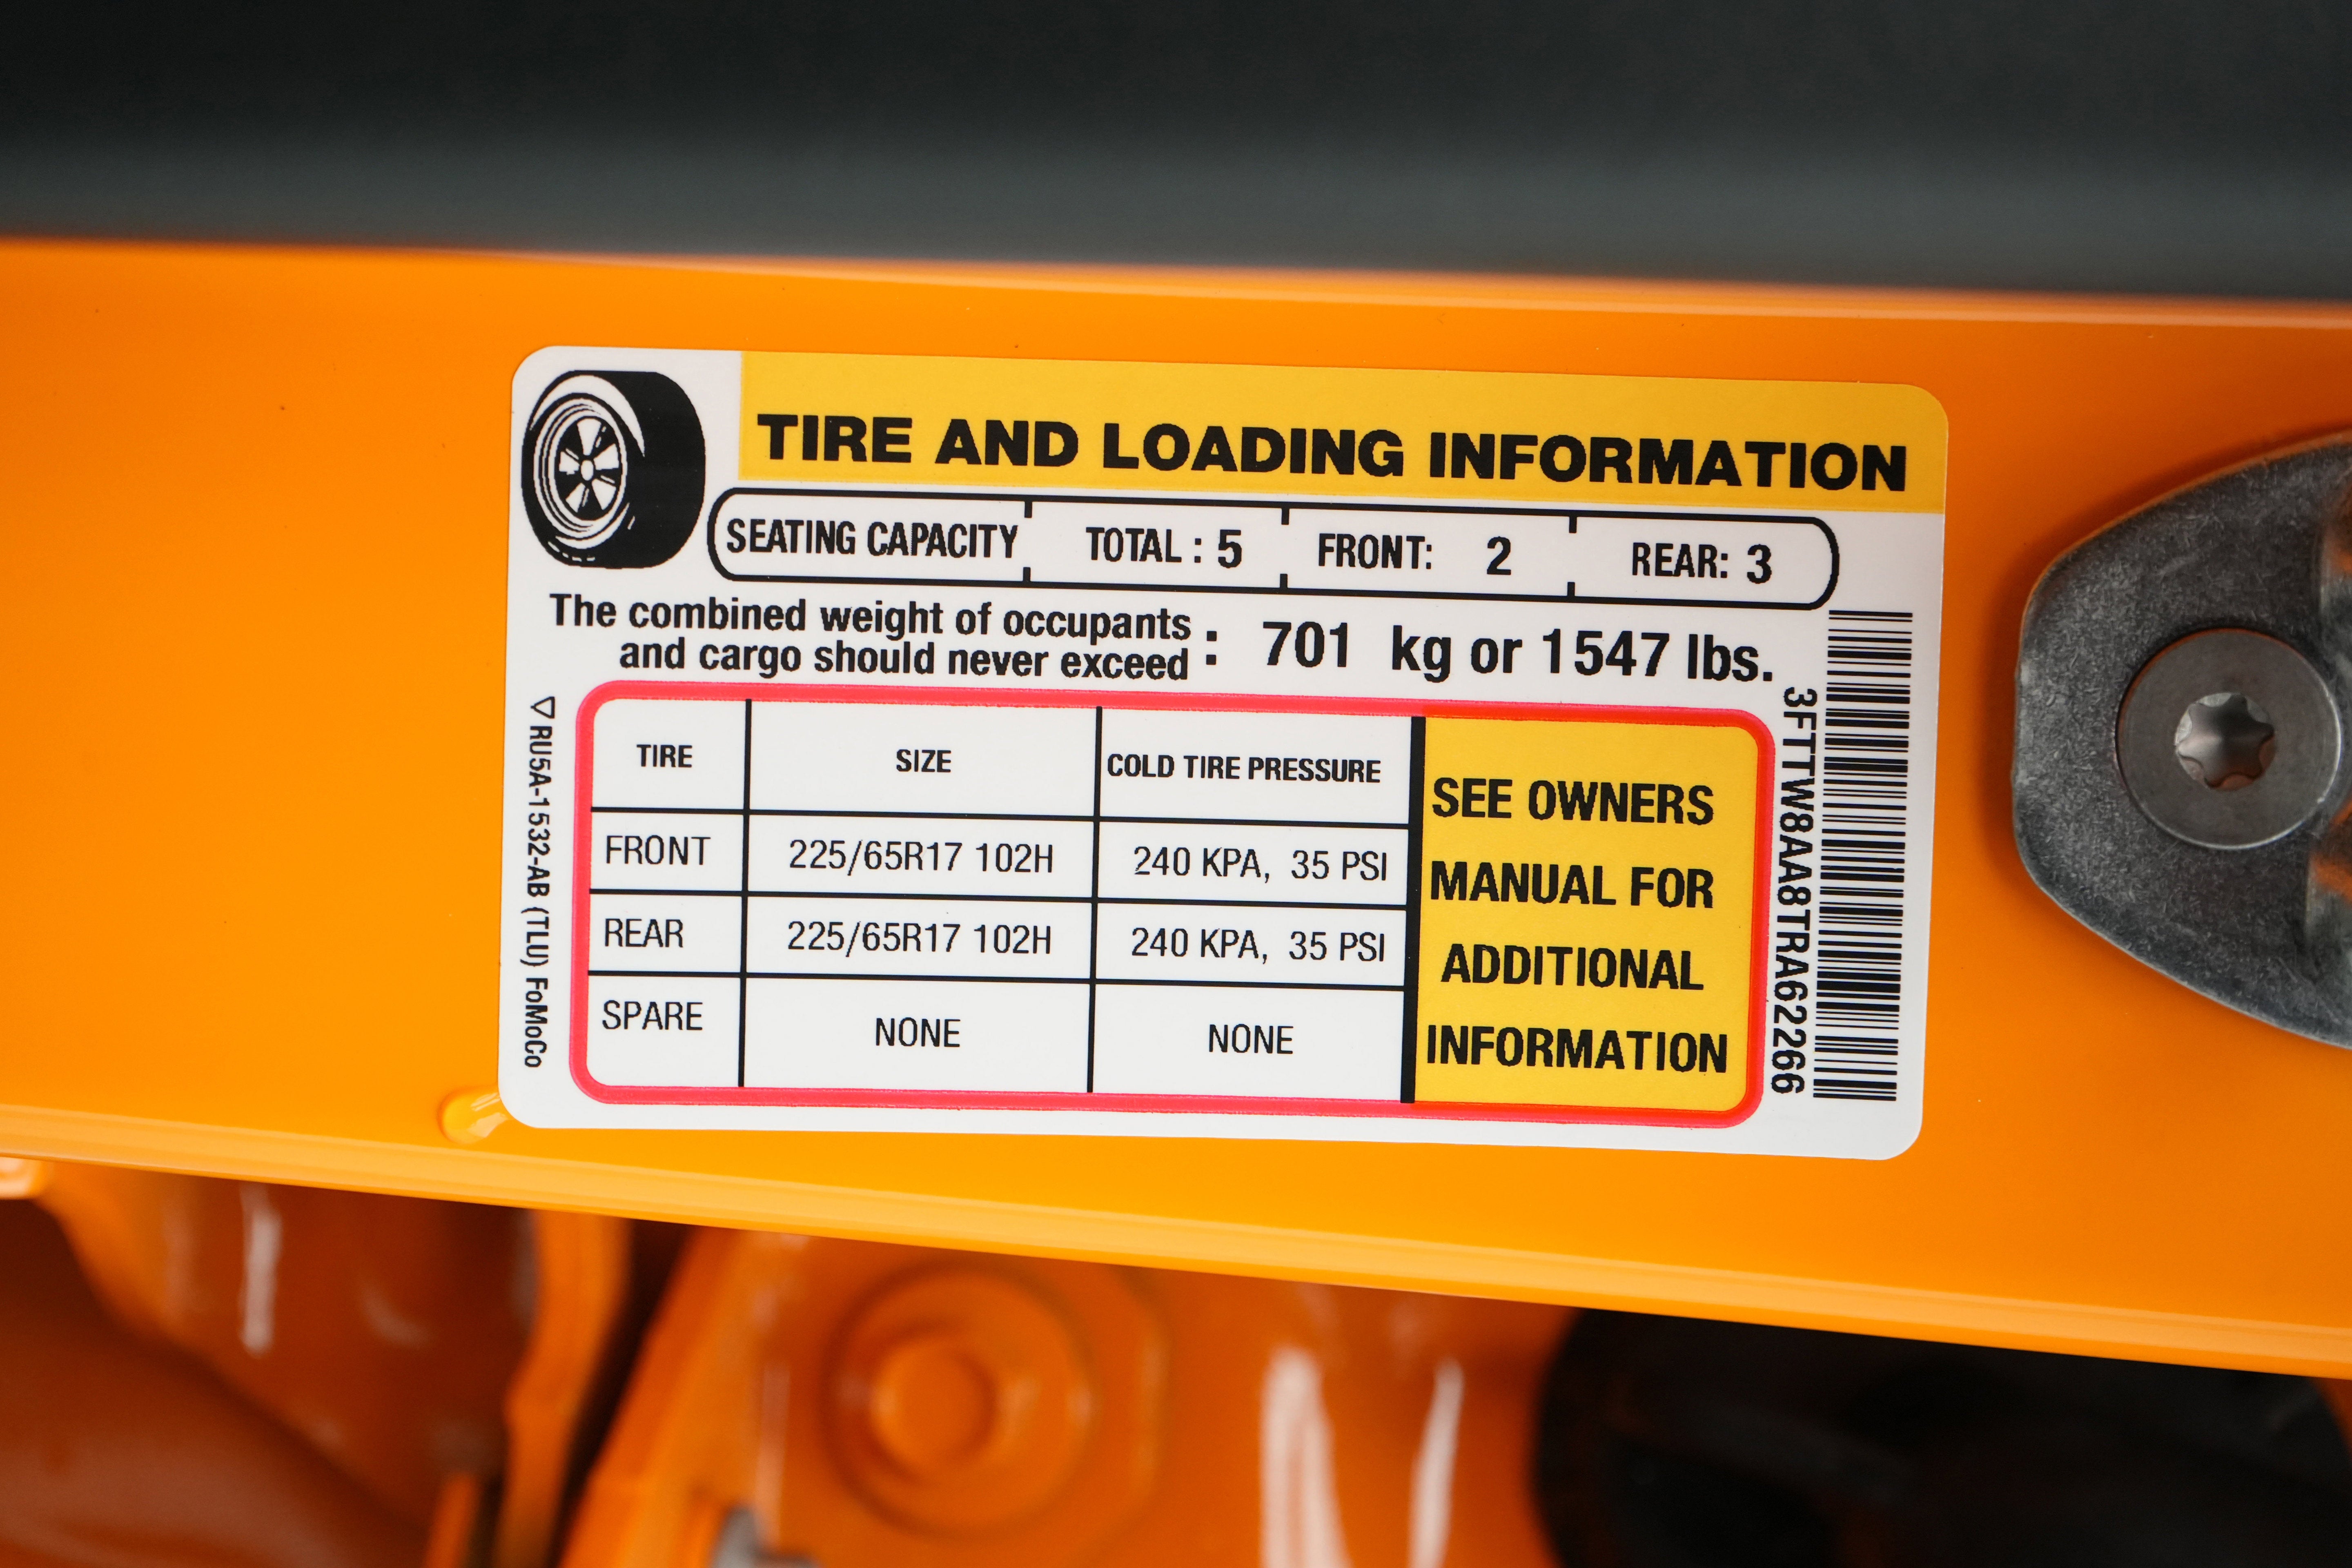 TIRE AND LOADING INFORMATION
SEATING CAPACITY TOTAL : 5 FRONT: 2 REAR: 3
The combined weight of occupants
and cargo should never exceed : 701 kg or 1547 lbs.
TIRE SIZE COLD TIRE PRESSURE
FRONT 225/65R17 102H 240 KPA, 35 PSI
REAR 225/65R17 102H 240 KPA, 35 PSI
SPARE NONE NONE
SEE OWNERS
MANUAL FOR
ADDITIONAL
INFORMATION
3FTTW8AA8TRA62266
▽RU5A-1532-AB (TLU) FoMoCo